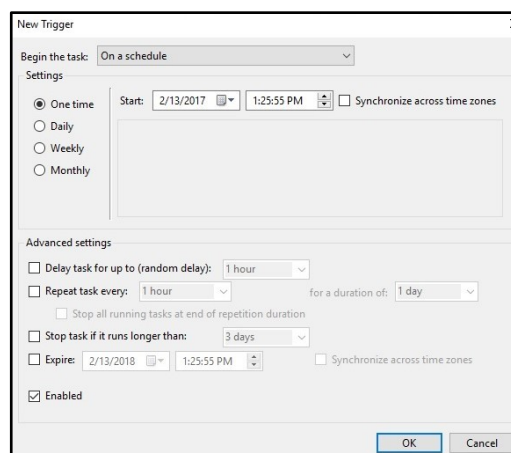 New Trigger
Begin the task: On a schedule
Settings
One time
Start: 2/13/2017 1:25:55 PM Synchronize across time zones
Daily
Weekly
Monthly
Advanced settings
Delay task for up to (random delay): 1 hour
Repeat task every: 1 hour for a duration of: 1 day
Stop all running tasks at end of repetition duration
Stop task if it runs longer than: 3 days
Expire: 2/13/2018 1:25:55 PM Synchronize across time zones
Enabled
OK Cancel